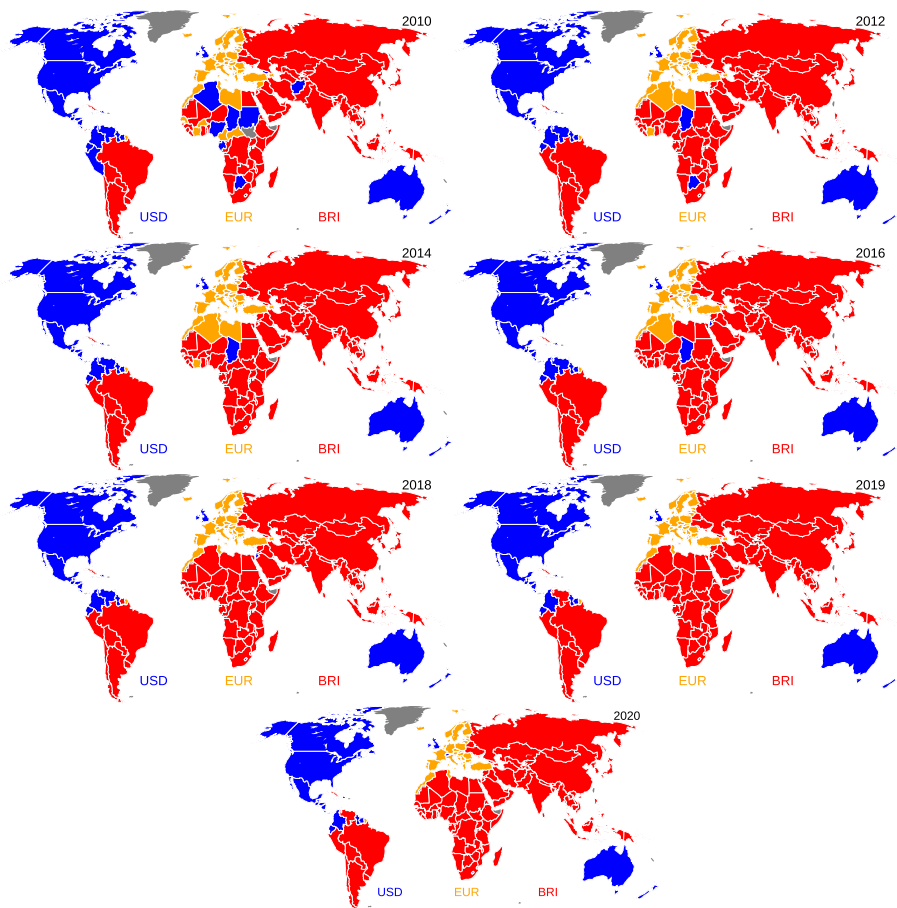 2010
USD EUR BRI
2012
USD EUR BRI
2014
USD EUR BRI
2016
USD EUR BRI
2018
USD EUR BRI
2019
USD EUR BRI
2020
USD EUR BRI